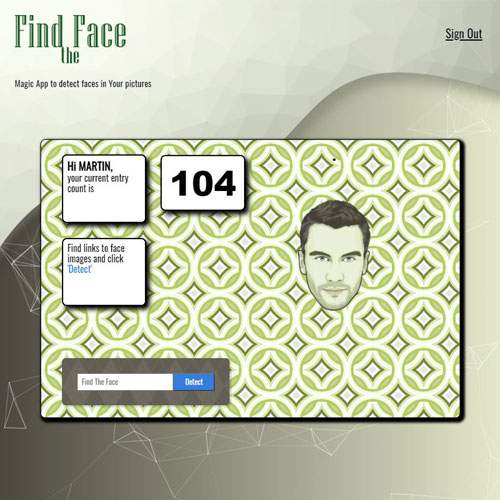 Find Face
the
Sign Out
Magic App to detect faces in Your pictures
Hi MARTIN,
your current entry
count is
104
Find links to face
images and click
'Detect'
Find The Face
Detect